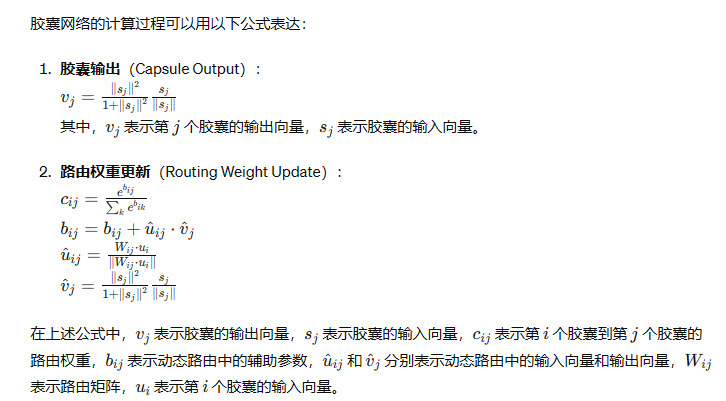 胶囊网络的计算过程可以用以下公式表达：
1. 胶囊输出（Capsule Output）：
$v_j = \frac{\|s_j\|^2}{1+\|s_j\|^2} \frac{s_j}{\|s_j\|}$
其中，$v_j$ 表示第 $j$ 个胶囊的输出向量，$s_j$ 表示胶囊的输入向量。
2. 路由权重更新（Routing Weight Update）：
$c_{ij} = \frac{e^{b_{ij}}}{\sum_k e^{b_{ik}}}$
$b_{ij} = b_{ij} + \hat{u}_{ij} \cdot \hat{v}_j$
$\hat{u}_{ij} = \frac{W_{ij} \cdot u_i}{\|W_{ij} \cdot u_i\|}$
$\hat{v}_j = \frac{\|s_j\|^2}{1+\|s_j\|^2} \frac{s_j}{\|s_j\|}$
在上述公式中，$v_j$ 表示胶囊的输出向量，$s_j$ 表示胶囊的输入向量，$c_{ij}$ 表示第 $i$ 个胶囊到第 $j$ 个胶囊的
路由权重，$b_{ij}$ 表示动态路由中的辅助参数，$\hat{u}_{ij}$ 和 $\hat{v}_j$ 分别表示动态路由中的输入向量和输出向量，$W_{ij}$
表示路由矩阵，$u_i$ 表示第 $i$ 个胶囊的输入向量。